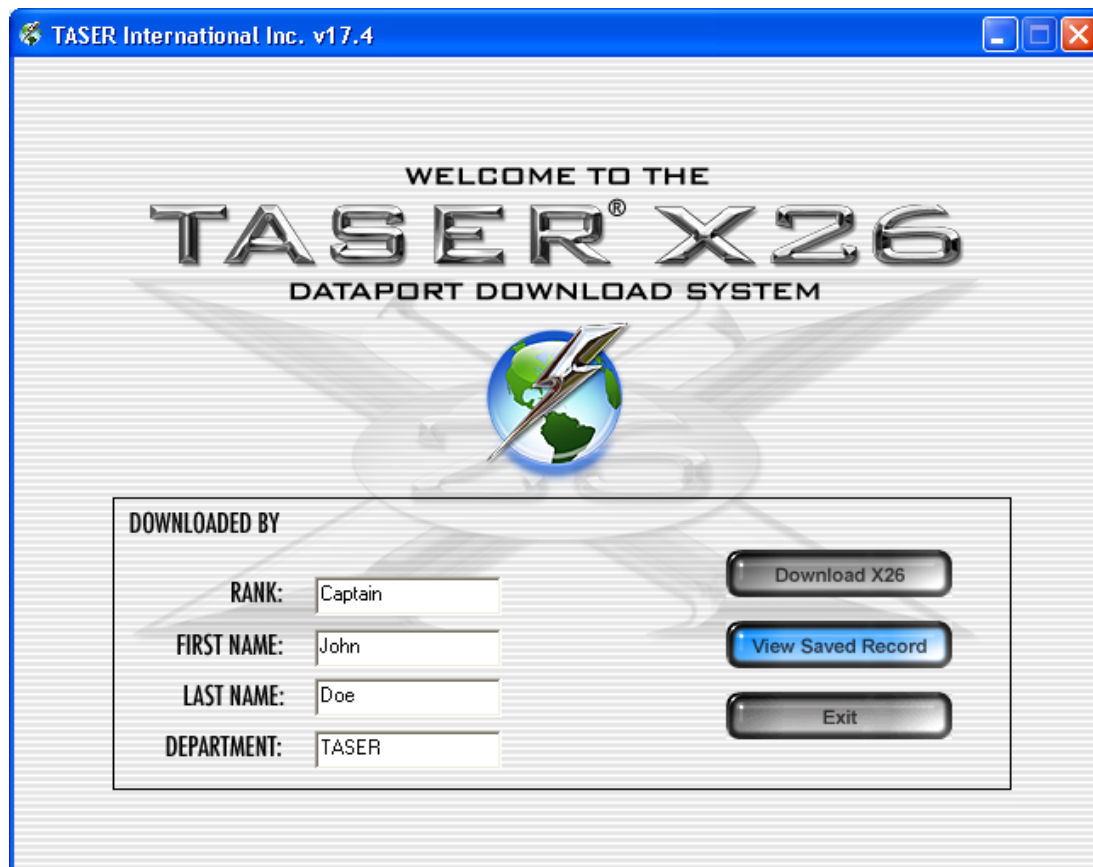 TASER International Inc. v17.4
WELCOME TO THE
TASER® X26
DATAPORT DOWNLOAD SYSTEM
DOWNLOADED BY
RANK: Captain
FIRST NAME: John
LAST NAME: Doe
DEPARTMENT: TASER
Download X26
View Saved Record
Exit